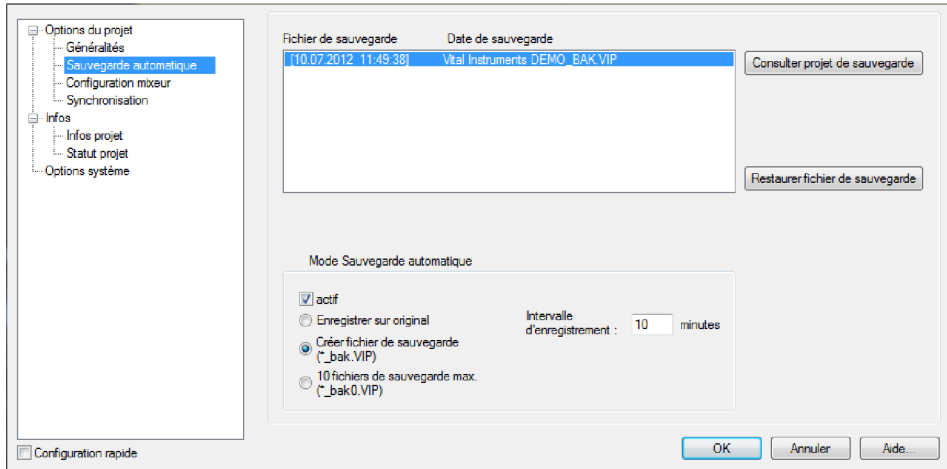 Options du projet
Généralités
Sauvegarde automatique
Configuration mixeur
Synchronisation
Infos
Infos projet
Statut projet
Options système
Configuration rapide
Fichier de sauvegarde Date de sauvegarde
[10.07.2012 11:49:38] Vital Instruments DEMO_BAK.VIP
Consulter projet de sauvegarde
Restaurer fichier de sauvegarde
Mode Sauvegarde automatique
actif
Enregistrer sur original
Créer fichier de sauvegarde
(*_bak.VIP)
10 fichiers de sauvegarde max.
(*_bak0.VIP)
Intervalle
d'enregistrement : 10 minutes
OK Annuler Aide...